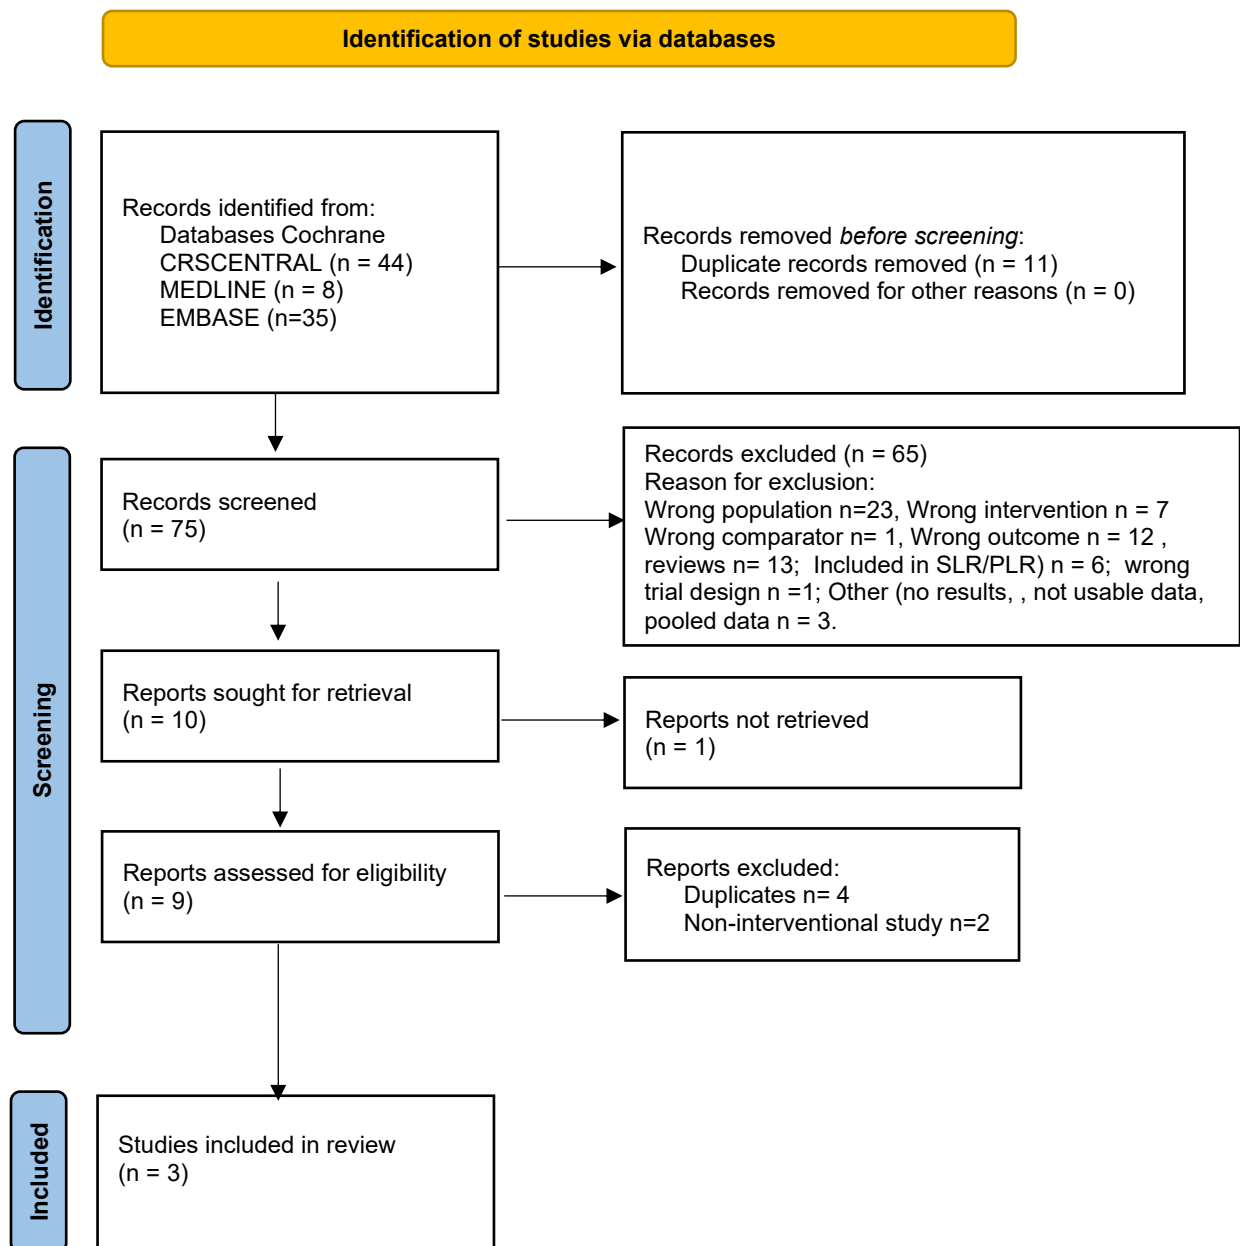 Identification of studies via databases
Identification
Records identified from:
Databases Cochrane
CRSCENTRAL (n = 44)
MEDLINE (n = 8)
EMBASE (n=35)
Records removed before screening:
Duplicate records removed (n = 11)
Records removed for other reasons (n = 0)
Screening
Records screened
(n = 75)
Records excluded (n = 65)
Reason for exclusion:
Wrong population n=23, Wrong intervention n = 7
Wrong comparator n= 1, Wrong outcome n = 12 ,
reviews n= 13;  Included in SLR/PLR) n = 6;  wrong
trial design n =1; Other (no results, , not usable data,
pooled data n = 3.
Reports sought for retrieval
(n = 10)
Reports not retrieved
(n = 1)
Reports assessed for eligibility
(n = 9)
Reports excluded:
Duplicates n= 4
Non-interventional study n=2
Included
Studies included in review
(n = 3)